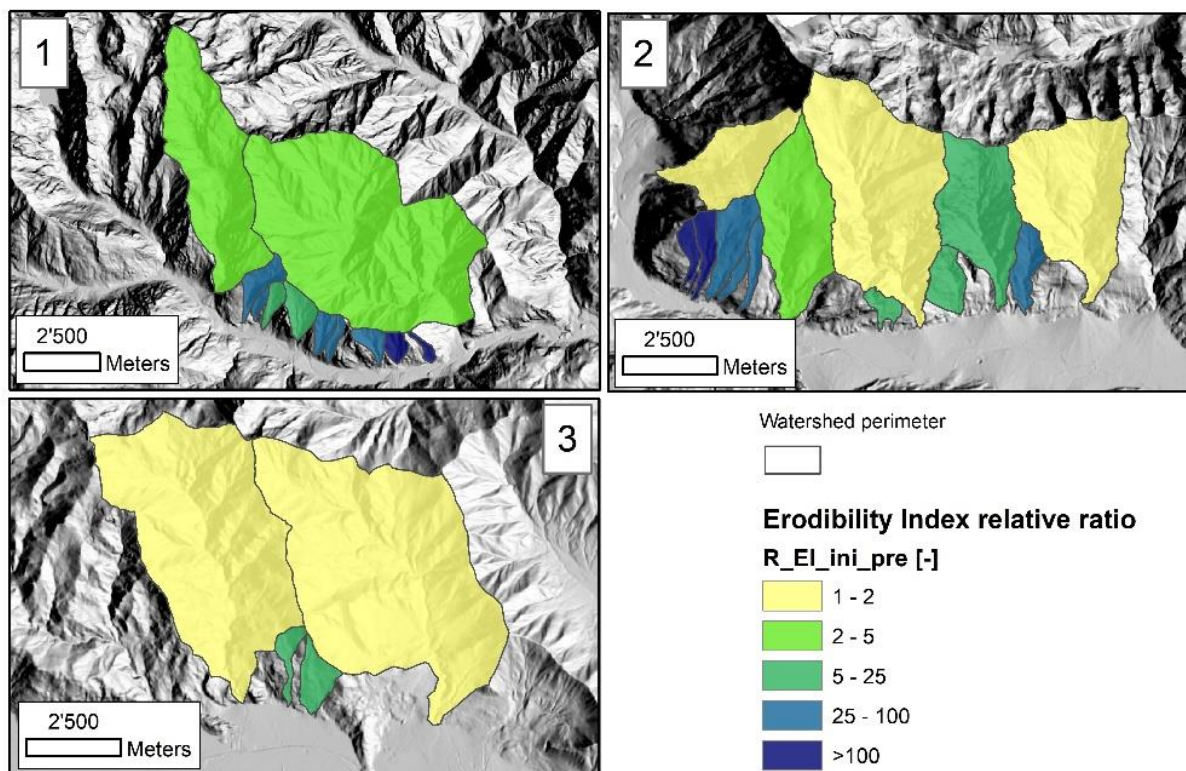 1
2'500
Meters
2
2'500
Meters
3
2'500
Meters
Watershed perimeter
Erodibility Index relative ratio
R_EI_ini_pre [-]
1 - 2
2 - 5
5 - 25
25 - 100
>100